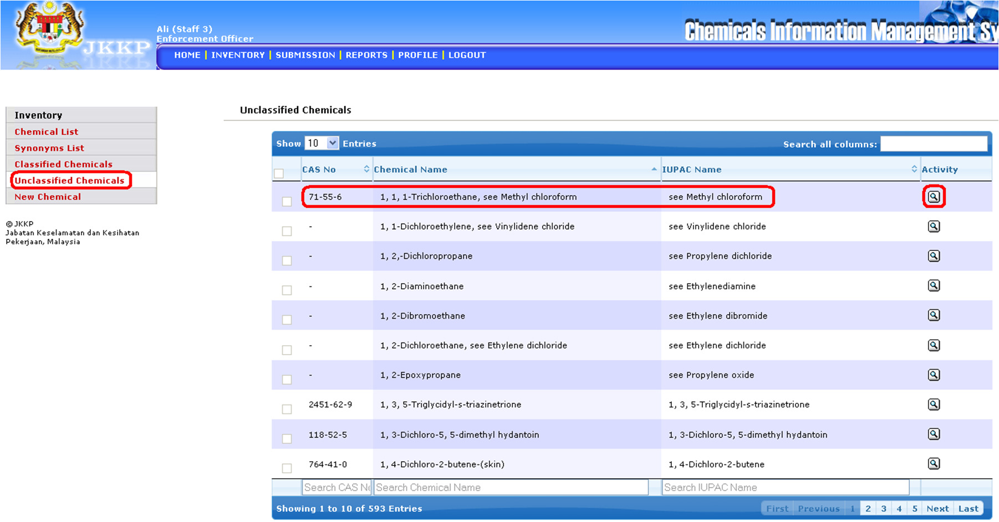 JKKP
Ali (Staff 3)
Enforcement Officer
Chemicals Information Management Sy
HOME | INVENTORY | SUBMISSION | REPORTS | PROFILE | LOGOUT
Inventory
Chemical List
Synonyms List
Classified Chemicals
Unclassified Chemicals
New Chemical
© JKKP
Jabatan Keselamatan dan Kesihatan
Pekerjaan, Malaysia
Unclassified Chemicals
Show 10 Entries Search all columns:
CAS No Chemical Name IUPAC Name Activity
71-55-6 1, 1, 1-Trichloroethane, see Methyl chloroform see Methyl chloroform
- 1, 1-Dichloroethylene, see Vinylidene chloride see Vinylidene chloride
- 1, 2,-Dichloropropane see Propylene dichloride
- 1, 2-Diaminoethane see Ethylenediamine
- 1, 2-Dibromoethane see Ethylene dibromide
- 1, 2-Dichloroethane, see Ethylene dichloride see Ethylene dichloride
- 1, 2-Epoxypropane see Propylene oxide
2451-62-9 1, 3, 5-Triglycidyl-s-triazinetrione 1, 3, 5-Triglycidyl-s-triazinetrione
118-52-5 1, 3-Dichloro-5, 5-dimethyl hydantoin 1, 3-Dichloro-5, 5-dimethyl hydantoin
764-41-0 1, 4-Dichloro-2-butene-(skin) 1, 4-Dichloro-2-butene
Search CAS No Search Chemical Name Search IUPAC Name
Showing 1 to 10 of 593 Entries First Previous 1 2 3 4 5 Next Last